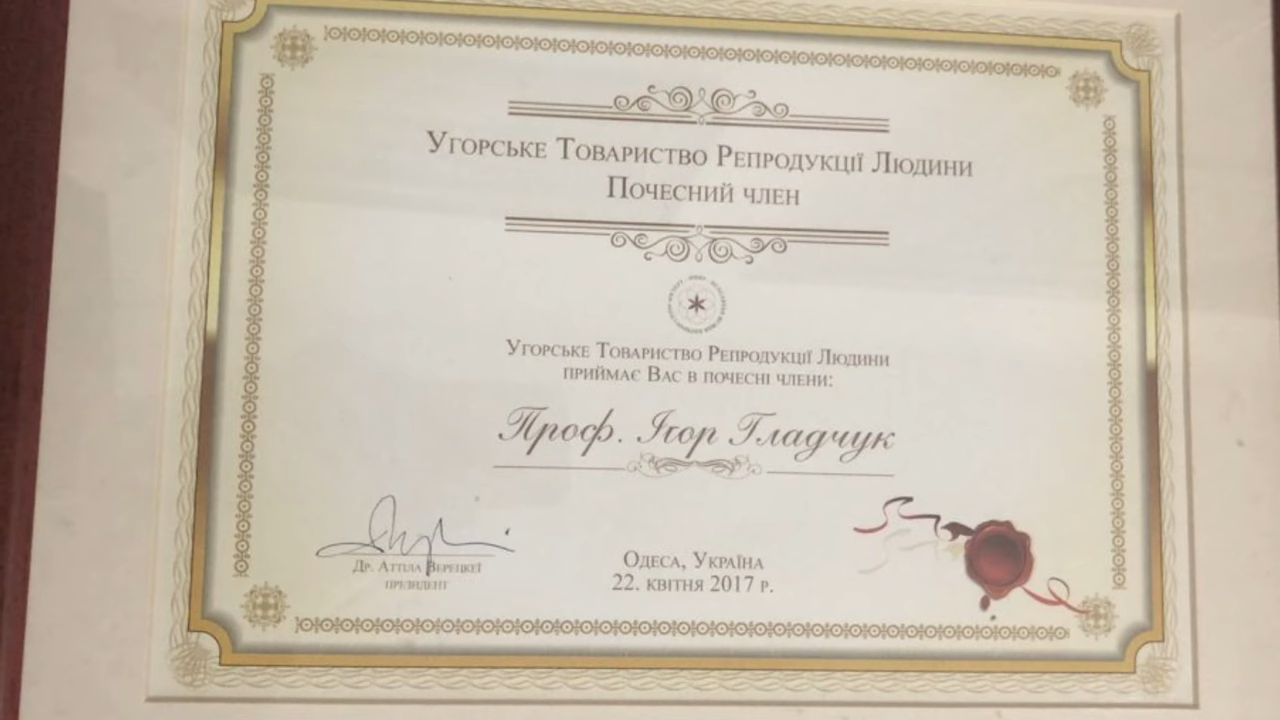 Угорське Товариство Репродукції Людини
Почесний член
Угорське Товариство Репродукції Людини
приймає Вас в почесні члени:
Проф. Ігор Гладчук
Др. Аттіла Верецкеї
президент
Одеса, Україна
22. квітня 2017 р.